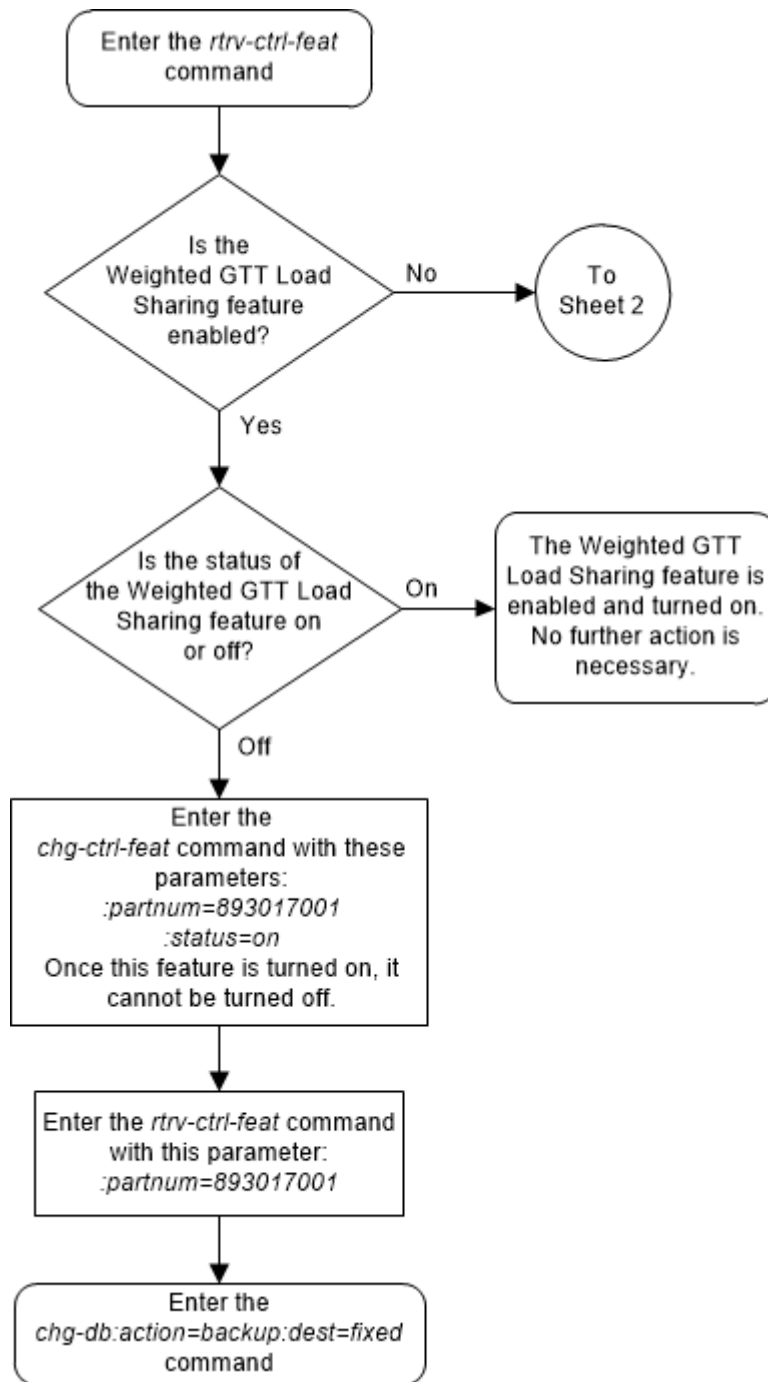 Enter the rtrv-ctrl-feat
command
Is the
Weighted GTT Load
Sharing feature
enabled?
No
To
Sheet 2
Yes
Is the status of
the Weighted GTT Load
Sharing feature on
or off?
On
The Weighted GTT
Load Sharing feature is
enabled and turned on.
No further action is
necessary.
Off
Enter the
chg-ctrl-feat command with these
parameters:
:partnum=893017001
:status=on
Once this feature is turned on, it
cannot be turned off.
Enter the rtrv-ctrl-feat command
with this parameter:
:partnum=893017001
Enter the
chg-db:action=backup:dest=fixed
command